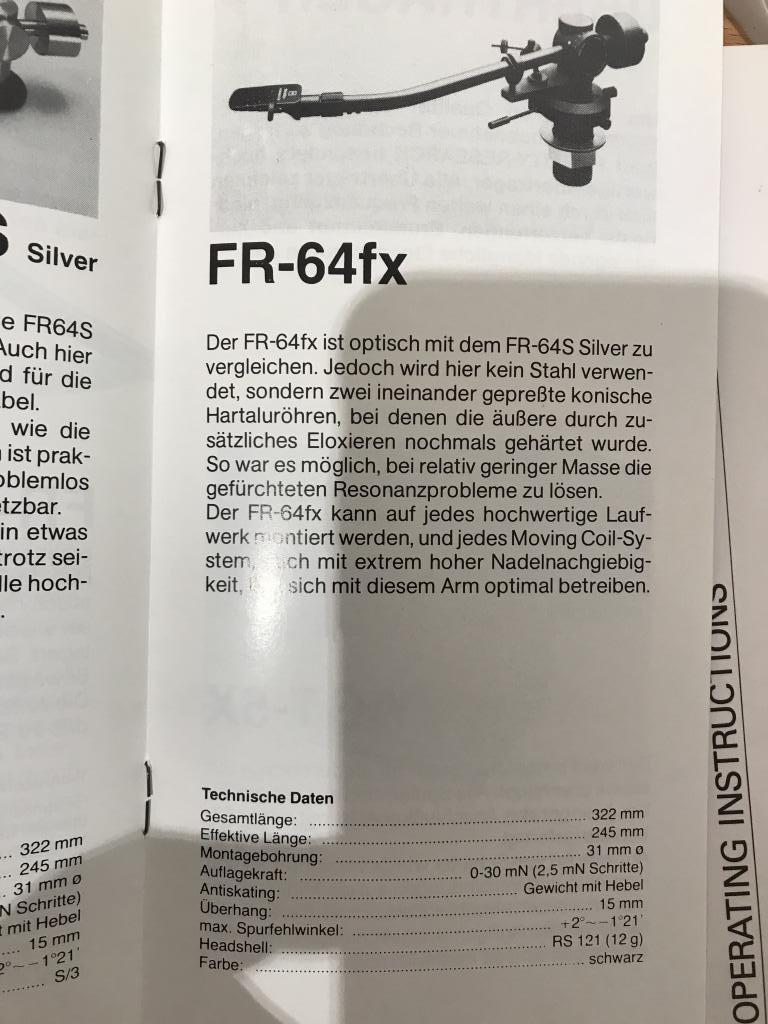 S Silver
e FR64S
Auch hier
d für die
bel.
wie die
ist prak-
oblemlos
etzbar.
in etwas
trotz sei-
lle hoch-
.
322 mm
245 mm
31 mm ø
N Schritte)
t mit Hebel
15 mm
2°~–1°21'
S/3
FR-64fx
Der FR-64fx ist optisch mit dem FR-64S Silver zu
vergleichen. Jedoch wird hier kein Stahl verwen-
det, sondern zwei ineinander gepreßte konische
Hartaluröhren, bei denen die äußere durch zu-
sätzliches Eloxieren nochmals gehärtet wurde.
So war es möglich, bei relativ geringer Masse die
gefürchteten Resonanzprobleme zu lösen.
Der FR-64fx kann auf jedes hochwertige Lauf-
werk montiert werden, und jedes Moving Coil-Sy-
stem, mit extrem hoher Nadelnachgiebig-
keit, sich mit diesem Arm optimal betreiben.
Technische Daten
Gesamtlänge: 322 mm
Effektive Länge: 245 mm
Montagebohrung: 31 mm ø
Auflagekraft: 0-30 mN (2,5 mN Schritte)
Antiskating: Gewicht mit Hebel
Überhang: 15 mm
max. Spurfehlwinkel: +2°~–1°21'
Headshell: RS 121 (12 g)
Farbe: schwarz
OPERATING INSTRUCTIONS